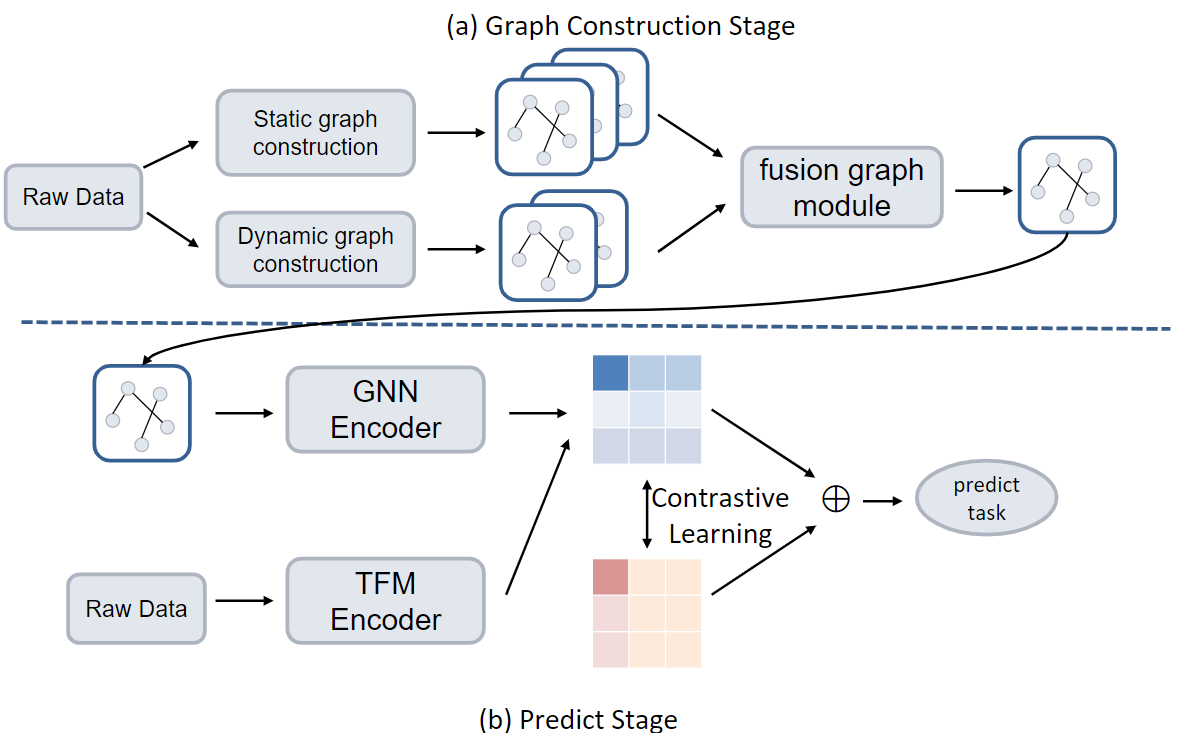 (a) Graph Construction Stage
Static graph
construction
Raw Data
Dynamic graph
construction
fusion graph
module
GNN
Encoder
Contrastive
Learning
predict
task
Raw Data
TFM
Encoder
(b) Predict Stage